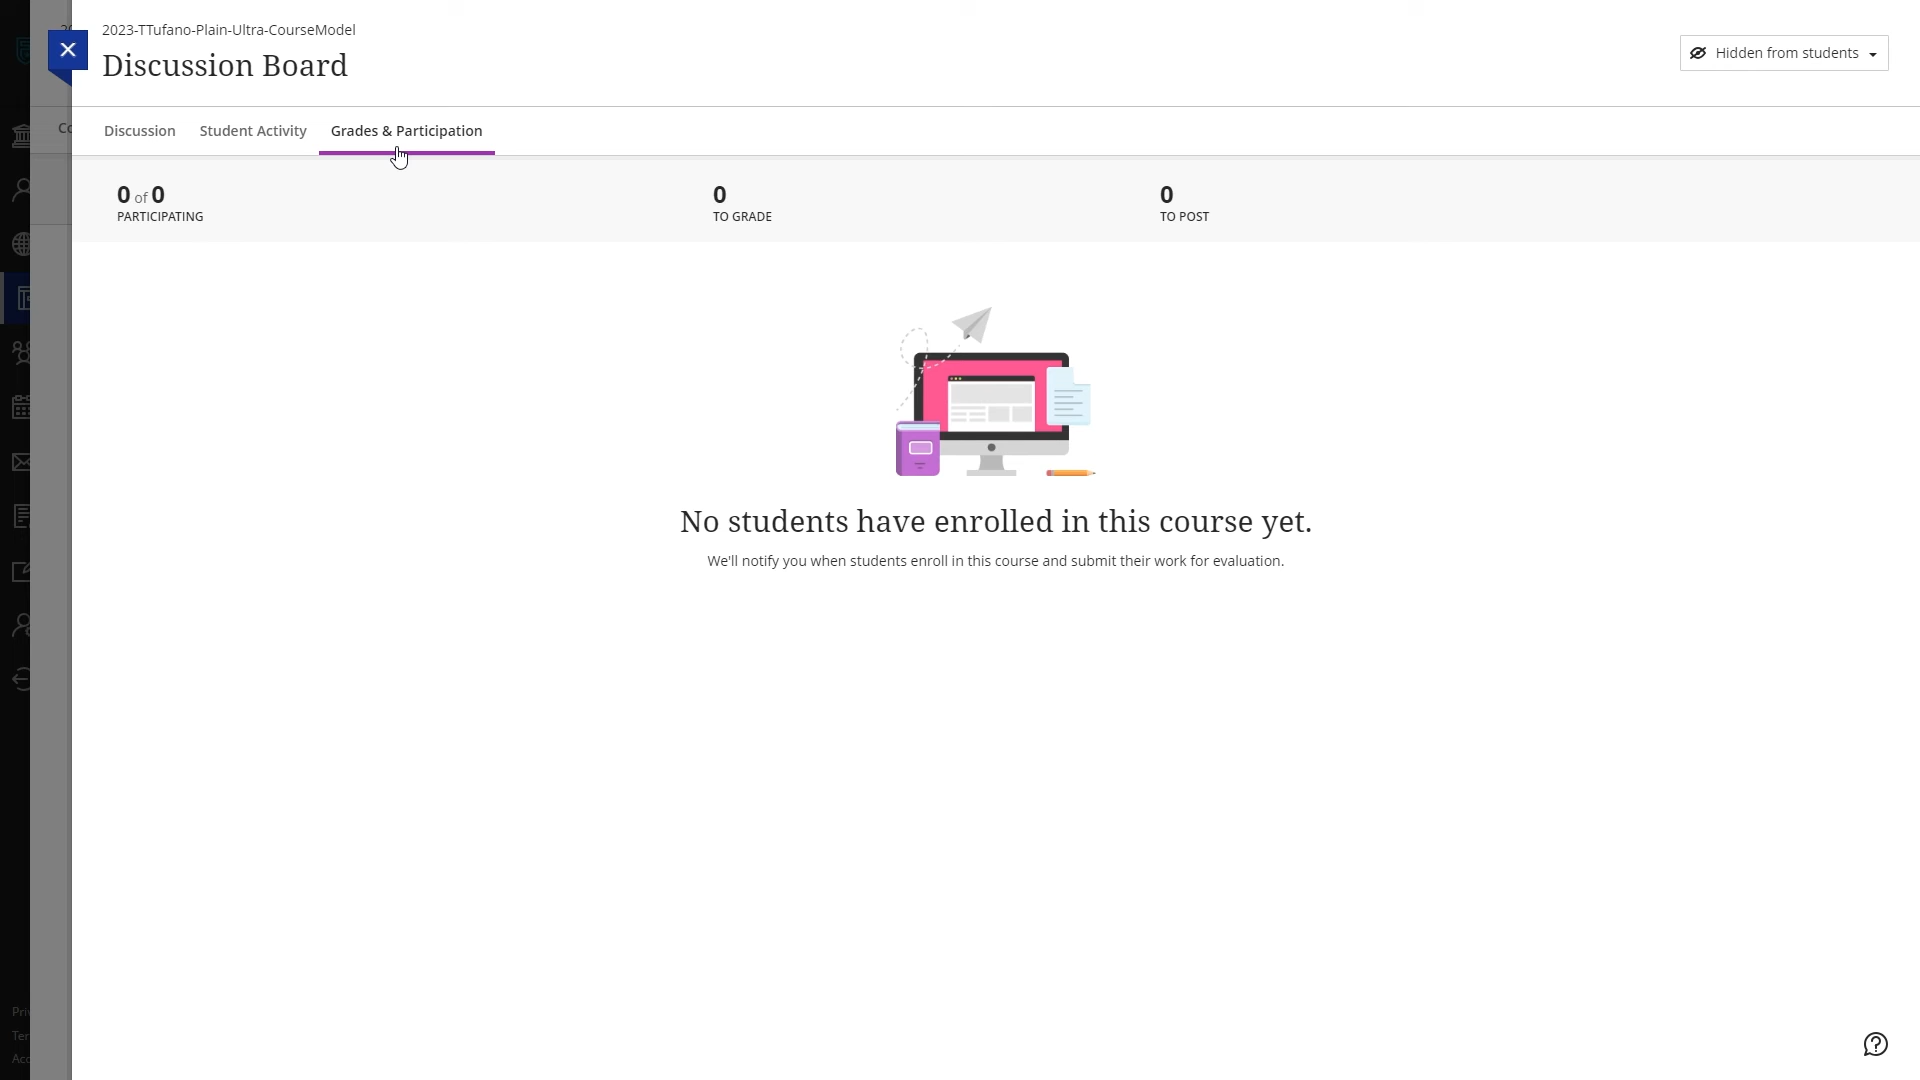 2023-TTufano-Plain-Ultra-CourseModel
Discussion Board
Hidden from students
Discussion
Student Activity
Grades & Participation
0 of 0
PARTICIPATING
0
TO GRADE
0
TO POST
No students have enrolled in this course yet.
We'll notify you when students enroll in this course and submit their work for evaluation.